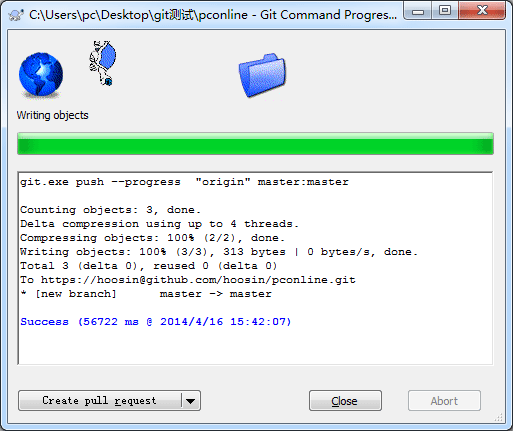 C:\Users\pc\Desktop\git测试\pconline - Git Command Progres...
Writing objects
git.exe push --progress  "origin" master:master
Counting objects: 3, done.
Delta compression using up to 4 threads.
Compressing objects: 100% (2/2), done.
Writing objects: 100% (3/3), 313 bytes | 0 bytes/s, done.
Total 3 (delta 0), reused 0 (delta 0)
To https://hoosin@github.com/hoosin/pconline.git
* [new branch]      master -> master
Success (56722 ms @ 2014/4/16 15:42:07)
Create pull request
Close
Abort